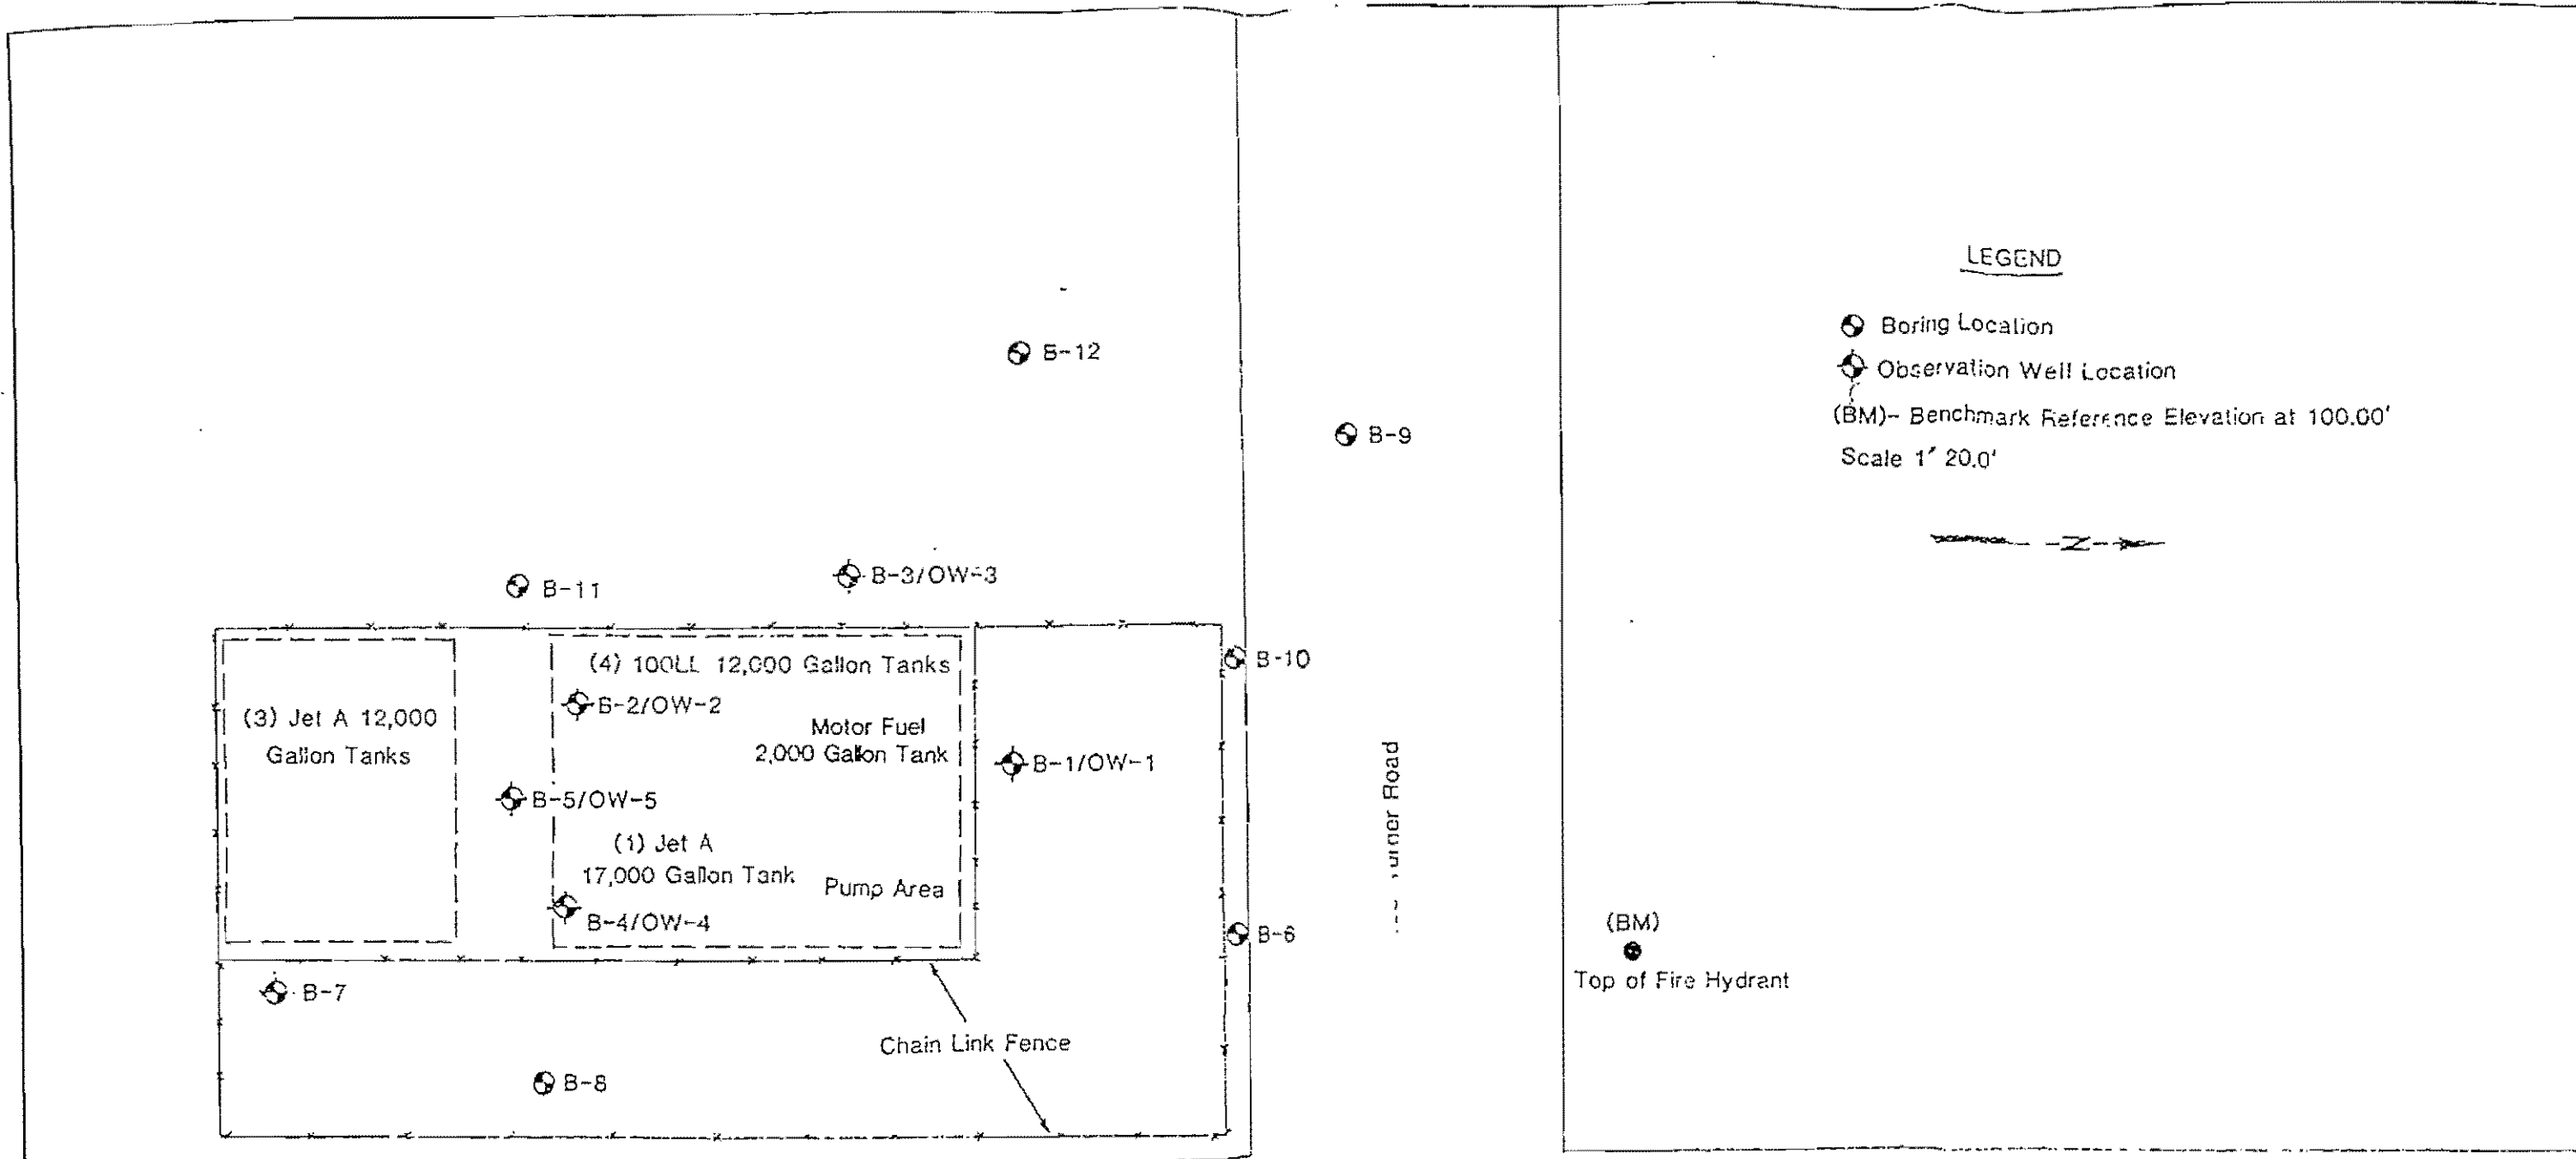 LEGEND
Boring Location
Observation Well Location
(BM)- Benchmark Reference Elevation at 100.00'
Scale 1" 20.0'
-Z-
B-12
B-9
B-11
B-3/OW-3
B-10
(4) 100LL 12,000 Gallon Tanks
B-2/OW-2
(3) Jet A 12,000
Gallon Tanks
Motor Fuel
2,000 Gallon Tank
B-1/OW-1
B-5/OW-5
(1) Jet A
17,000 Gallon Tank
Pump Area
B-4/OW-4
B-6
Road
(BM)
Top of Fire Hydrant
B-7
Chain Link Fence
B-8